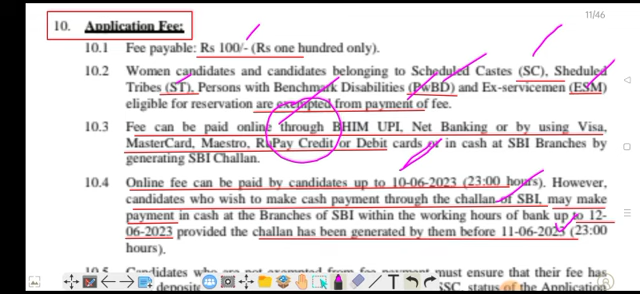 11/46
10. Application Fee:
10.1 Fee payable: Rs 100/- (Rs one hundred only).
10.2 Women candidates and candidates belonging to Scheduled Castes (SC), Sheduled
Tribes (ST), Persons with Benchmark Disabilities (PwBD) and Ex-servicemen (ESM)
eligible for reservation are exempted from payment of fee.
10.3 Fee can be paid online through BHIM UPI, Net Banking or by using Visa,
MasterCard, Maestro, RuPay Credit or Debit cards or in cash at SBI Branches by
generating SBI Challan.
10.4 Online fee can be paid by candidates up to 10-06-2023 (23:00 hours). However,
candidates who wish to make cash payment through the challan of SBI, may make
payment in cash at the Branches of SBI within the working hours of bank up to 12-
06-2023 provided the challan has been generated by them before 11-06-2023 (23:00
hours).
10.5 Candidates who are not exempted from fee payment must ensure that their fee has
status of the Application